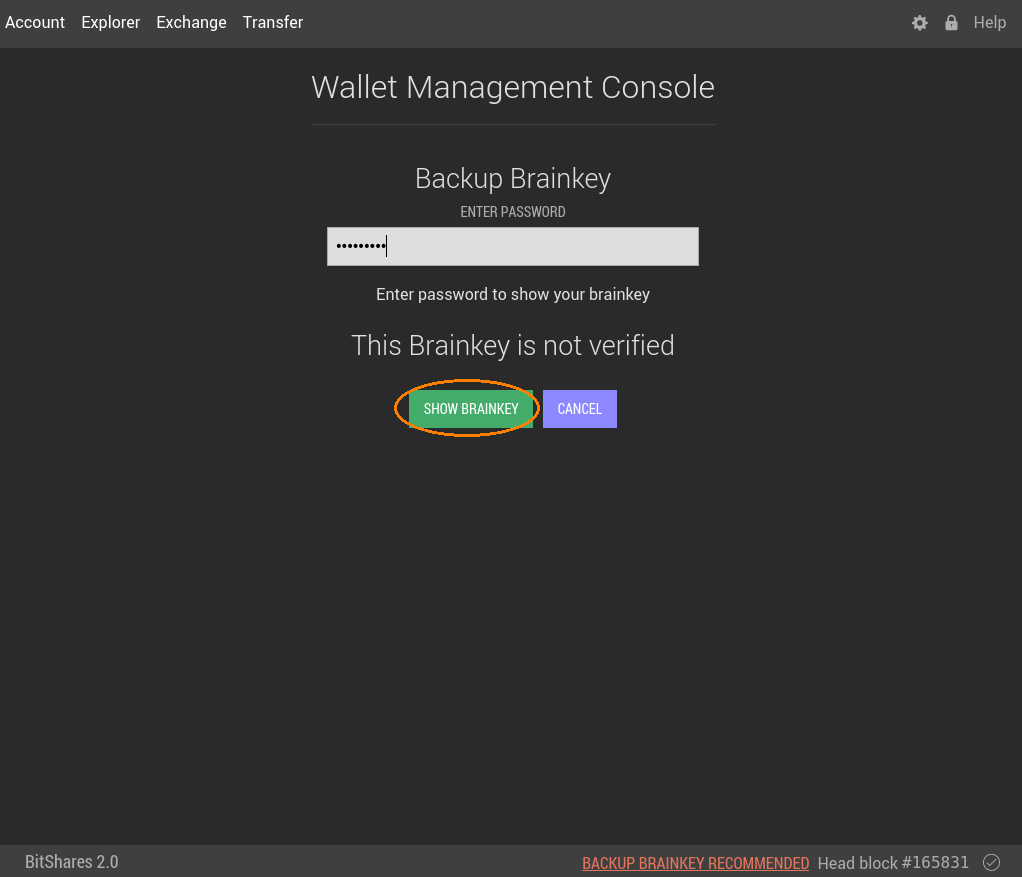 Account Explorer Exchange Transfer Help
Wallet Management Console
Backup Brainkey
ENTER PASSWORD
•••••••••
Enter password to show your brainkey
This Brainkey is not verified
SHOW BRAINKEY CANCEL
BitShares 2.0 BACKUP BRAINKEY RECOMMENDED Head block #165831